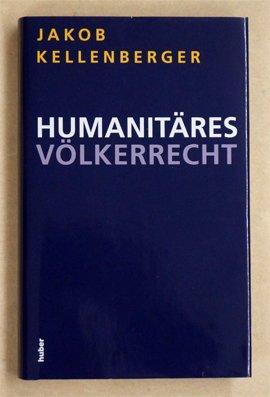 JAKOB
KELLENBERGER
HUMANITÄRES
VÖLKERRECHT
huber